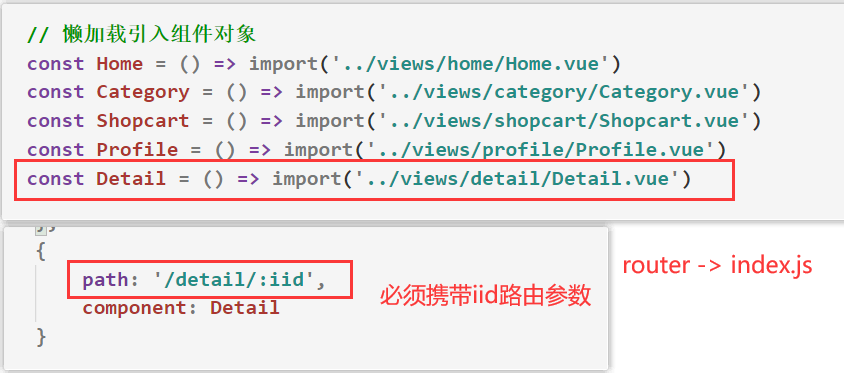 // 懒加载引入组件对象
const Home = () => import('../views/home/Home.vue')
const Category = () => import('../views/category/Category.vue')
const Shopcart = () => import('../views/shopcart/Shopcart.vue')
const Profile = () => import('../views/profile/Profile.vue')
const Detail = () => import('../views/detail/Detail.vue')
{
path: '/detail/:iid',
component: Detail
}
必须携带iid路由参数
router -> index.js